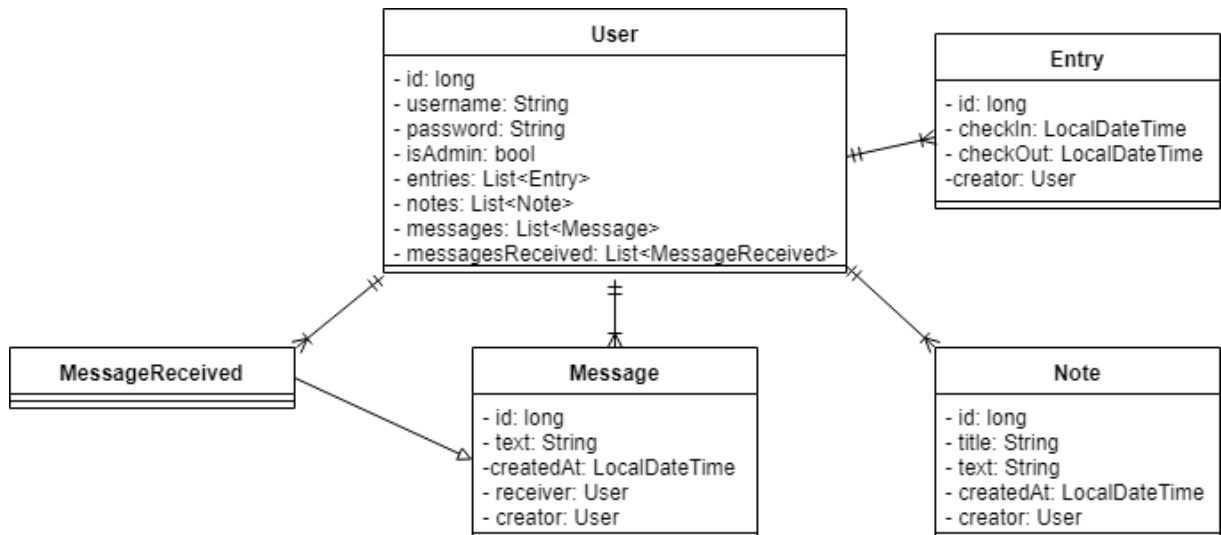 User
- id: long
- username: String
- password: String
- isAdmin: bool
- entries: List<Entry>
- notes: List<Note>
- messages: List<Message>
- messagesReceived: List<MessageReceived>
Entry
- id: long
- checkIn: LocalDateTime
- checkOut: LocalDateTime
-creator: User
MessageReceived
Message
- id: long
- text: String
-createdAt: LocalDateTime
- receiver: User
- creator: User
Note
- id: long
- title: String
- text: String
- createdAt: LocalDateTime
- creator: User